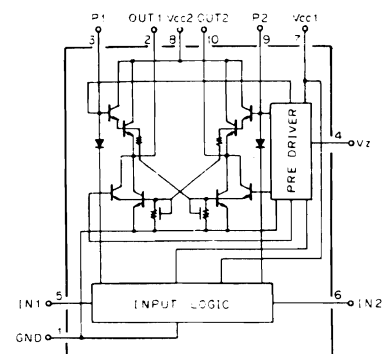 P1 OUT1 Vcc2 OUT2 P2 Vcc1
3 2 8 10 9 7
4
Vz
PRE DRIVER
IN1 5 INPUT LOGIC 6 IN2
GND 1